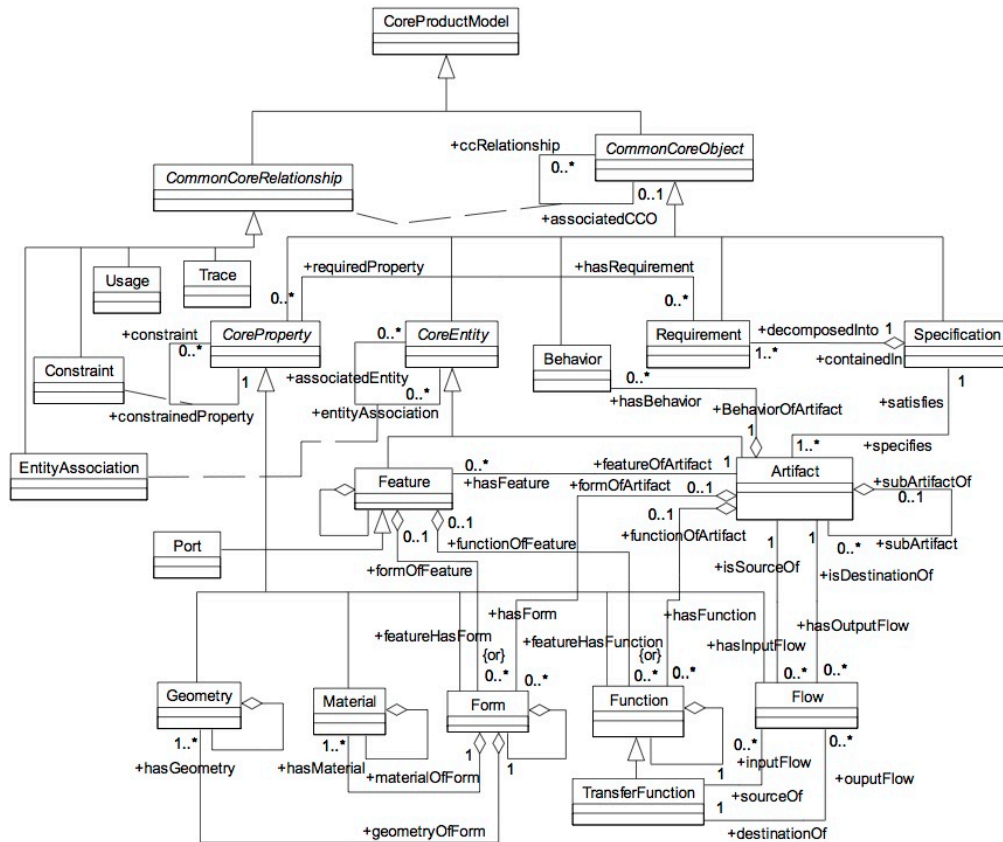 CoreProductModel
+ccRelationship
0..*
CommonCoreObject
CommonCoreRelationship
0..1
+associatedCCO
Usage
Trace
+requiredProperty
+hasRequirement
0..*
0..*
+constraint
0..*
CoreProperty
0..*
CoreEntity
Behavior
Requirement
+decomposedInto
1
Specification
1..*
+containedIn
Constraint
1
+constrainedProperty
+associatedEntity
0..*
+entityAssociation
0..*
+hasBehavior
+BehaviorOfArtifact
1
1
+satisfies
1..*
+specifies
EntityAssociation
Feature
0..*
+hasFeature
+featureOfArtifact
1
Artifact
+formOfArtifact
0..1
+subArtifactOf
0..1
Port
0..1
0..1
+functionOfFeature
0..1
+functionOfArtifact
1
1
0..*
+subArtifact
+formOfFeature
+isSourceOf
+isDestinationOf
+featureHasForm
+hasForm
+featureHasFunction
+hasFunction
+hasInputFlow
+hasOutputFlow
{or}
{or}
0..*
0..*
0..*
0..*
0..*
0..*
Geometry
Material
Form
Function
Flow
1..*
+hasGeometry
1..*
+hasMaterial
+materialOfForm
1
1
1
0..*
+inputFlow
0..*
+ouputFlow
TransferFunction
+sourceOf
1
1
+destinationOf
+geometryOfForm